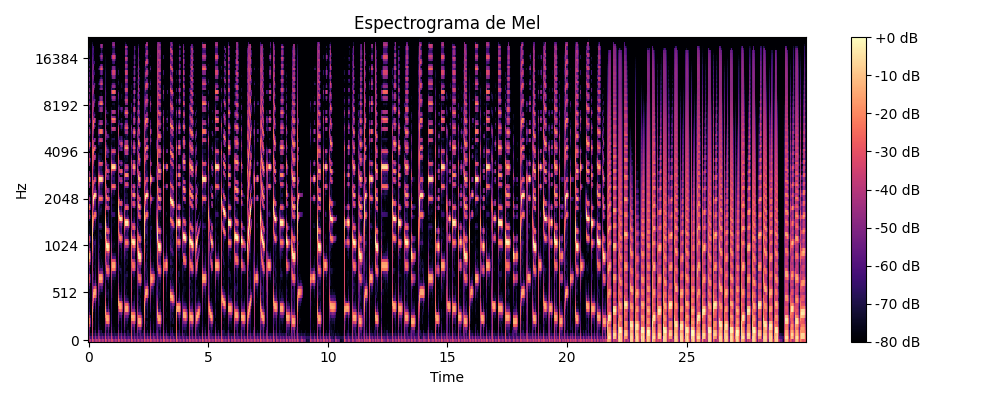 Espectrograma de Mel
16384
8192
4096
2048
1024
512
0
Hz
0 5 10 15 20 25
Time
+0 dB
-10 dB
-20 dB
-30 dB
-40 dB
-50 dB
-60 dB
-70 dB
-80 dB